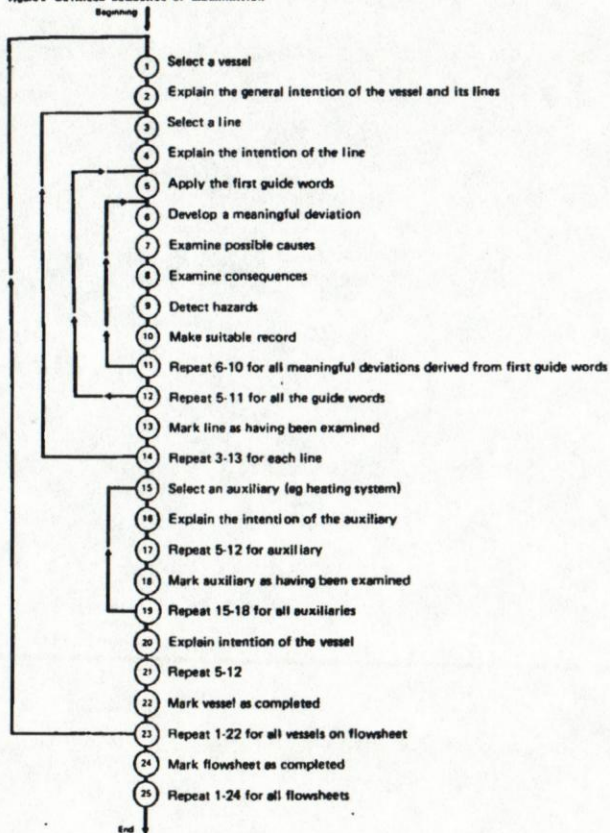 Beginning
1 Select a vessel
2 Explain the general intention of the vessel and its lines
3 Select a line
4 Explain the intention of the line
5 Apply the first guide words
6 Develop a meaningful deviation
7 Examine possible causes
8 Examine consequences
9 Detect hazards
10 Make suitable record
11 Repeat 6-10 for all meaningful deviations derived from first guide words
12 Repeat 5-11 for all the guide words
13 Mark line as having been examined
14 Repeat 3-13 for each line
15 Select an auxiliary (eg heating system)
16 Explain the intention of the auxiliary
17 Repeat 5-12 for auxiliary
18 Mark auxiliary as having been examined
19 Repeat 15-18 for all auxiliaries
20 Explain intention of the vessel
21 Repeat 5-12
22 Mark vessel as completed
23 Repeat 1-22 for all vessels on flowsheet
24 Mark flowsheet as completed
25 Repeat 1-24 for all flowsheets
End